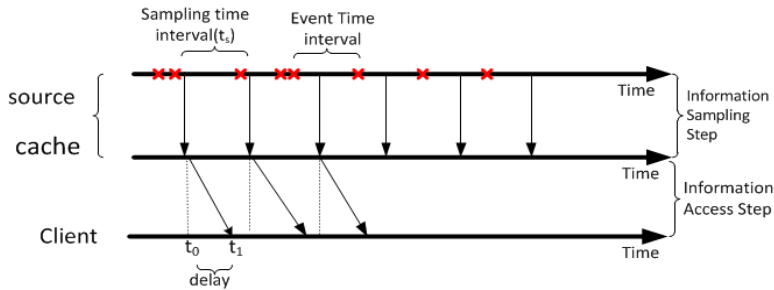 Sampling time
interval(ts)
Event Time
interval
source
Time
Information
Sampling
Step
cache
Time
Information
Access Step
Client
t0
t1
Time
delay